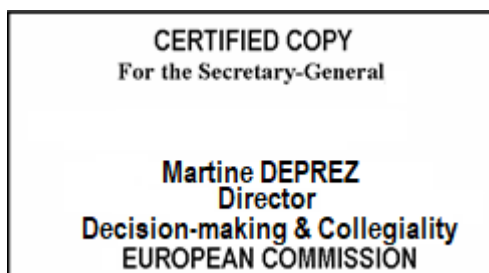 CERTIFIED COPY
For the Secretary-General
Martine DEPREZ
Director
Decision-making & Collegiality
EUROPEAN COMMISSION